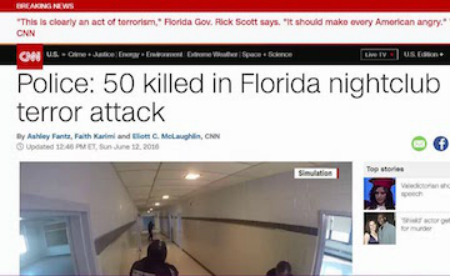 BREAKING NEWS
"This is clearly an act of terrorism," Florida Gov. Rick Scott says. "It should make every American angry."
CNN
CNN U.S. + Crime + Justice Energy + Environment Extreme Weather Space + Science Live TV U.S. Edition
Police: 50 killed in Florida nightclub
terror attack
By Ashley Fantz, Faith Karimi and Eliott C. McLaughlin, CNN
Updated 12:46 PM ET, Sun June 12, 2016
Simulation
Top stories
Valedictorian sho
speech
'Shield' actor get
for murder